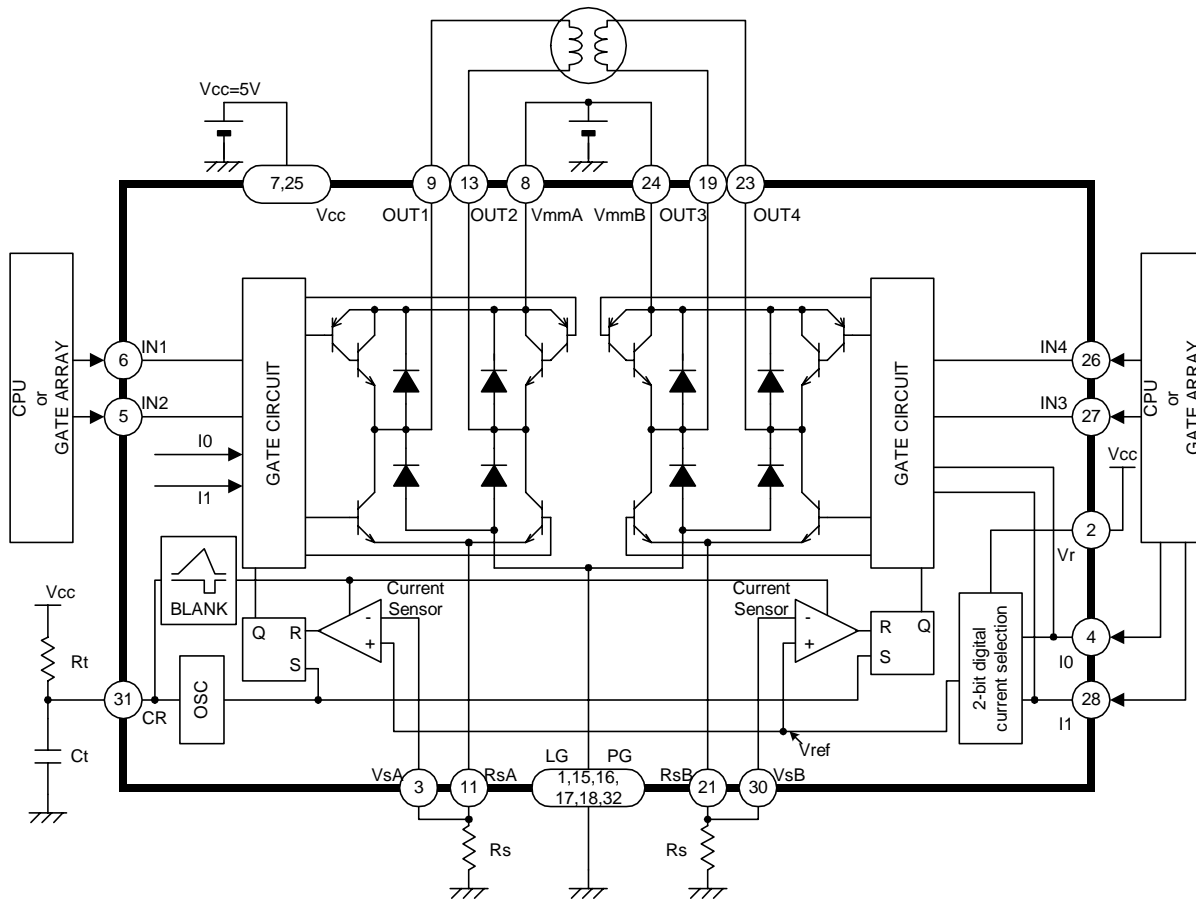 Vcc=5V
7,25
9
13
8
24
19
23
Vcc
OUT1
OUT2
VmmA
VmmB
OUT3
OUT4
CPU
or
GATE ARRAY
6
IN1
5
IN2
I0
I1
GATE CIRCUIT
GATE CIRCUIT
IN4
26
IN3
27
CPU
or
GATE ARRAY
Vcc
2
Vr
BLANK
Current
Sensor
Current
Sensor
-
+
-
+
Q
R
S
R
Q
S
Vcc
Rt
31
CR
OSC
Ct
2-bit digital
current selection
4
I0
28
I1
Vref
VsA
3
11
RsA
LG
PG
1,15,16,
17,18,32
RsB
21
30
VsB
Rs
Rs